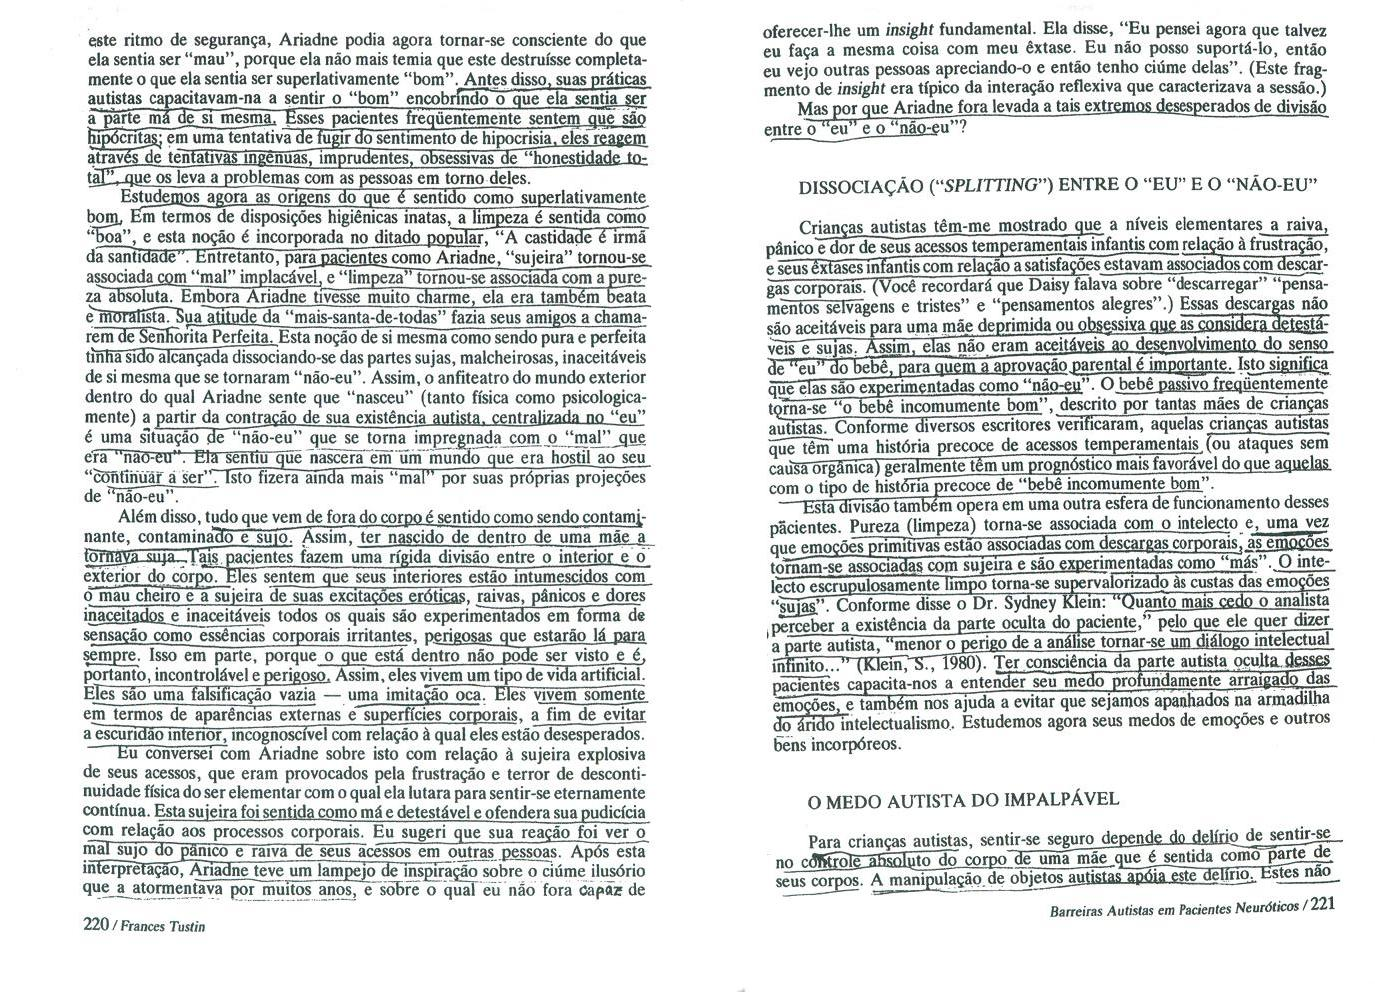 este ritmo de segurança, Ariadne podia agora tornar-se consciente do que
ela sentia ser “mau”, porque ela não mais temia que este destruísse completa-
mente o que ela sentia ser superlativamente “bom”. Antes disso, suas práticas
autistas capacitavam-na a sentir o “bom” encobrindo o que ela sentia ser
a parte má de si mesma. Esses pacientes freqüentemente sentem que são
hipócritas; em uma tentativa de fugir do sentimento de hipocrisia, eles reagem
através de tentativas ingênuas, imprudentes, obsessivas de “honestidade to-
tal”, que os leva a problemas com as pessoas em torno deles.
Estudemos agora as origens do que é sentido como superlativamente
bom. Em termos de disposições higiênicas inatas, a limpeza é sentida como
“boa”, e esta noção é incorporada no ditado popular, “A castidade é irmã
da santidade”. Entretanto, para pacientes como Ariadne, “sujeira” tornou-se
associada com “mal” implacável, e “limpeza” tornou-se associada com a pure-
za absoluta. Embora Ariadne tivesse muito charme, ela era também beata
e moralista. Sua atitude da “mais-santa-de-todas” fazia seus amigos a chama-
rem de Senhorita Perfeita. Esta noção de si mesma como sendo pura e perfeita
tinha sido alcançada dissociando-se das partes sujas, malcheirosas, inaceitáveis
de si mesma que se tornaram “não-eu”. Assim, o anfiteatro do mundo exterior
dentro do qual Ariadne sente que “nasceu” (tanto física como psicologica-
mente) a partir da contração de sua existência autista, centralizada no “eu”
é uma situação de “não-eu” que se torna impregnada com o “mal” que
era “não-eu”. Ela sentiu que nascera em um mundo que era hostil ao seu
“continuar a ser”. Isto fizera ainda mais “mal” por suas próprias projeções
de “não-eu”.
Além disso, tudo que vem de fora do corpo é sentido como sendo contami-
nante, contaminado e sujo. Assim, ter nascido de dentro de uma mãe a
tornava suja. Tais pacientes fazem uma rígida divisão entre o interior e o
exterior do corpo. Eles sentem que seus interiores estão intumescidos com
o mau cheiro e a sujeira de suas excitações eróticas, raivas, pânicos e dores
inaceitados e inaceitáveis todos os quais são experimentados em forma de
sensação como essências corporais irritantes, perigosas que estarão lá para
sempre. Isso em parte, porque o que está dentro não pode ser visto e é,
portanto, incontrolável e perigoso. Assim, eles vivem um tipo de vida artificial.
Eles são uma falsificação vazia — uma imitação oca. Eles vivem somente
em termos de aparências externas e superfícies corporais, a fim de evitar
a escuridão interior, incognoscível com relação à qual eles estão desesperados.
Eu conversei com Ariadne sobre isto com relação à sujeira explosiva
de seus acessos, que eram provocados pela frustração e terror de desconti-
nuidade física do ser elementar com o qual ela lutara para sentir-se eternamente
contínua. Esta sujeira foi sentida como má e detestável e ofendera sua pudicícia
com relação aos processos corporais. Eu sugeri que sua reação foi ver o
mal sujo do pânico e raiva de seus acessos em outras pessoas. Após esta
interpretação, Ariadne teve um lampejo de inspiração sobre o ciúme ilusório
que a atormentava por muitos anos, e sobre o qual eu não fora capaz de
220 / Frances Tustin
oferecer-lhe um insight fundamental. Ela disse, “Eu pensei agora que talvez
eu faça a mesma coisa com meu êxtase. Eu não posso suportá-lo, então
eu vejo outras pessoas apreciando-o e então tenho ciúme delas”. (Este frag-
mento de insight era típico da interação reflexiva que caracterizava a sessão.)
Mas por que Ariadne fora levada a tais extremos desesperados de divisão
entre o “eu” e o “não-eu”?
DISSOCIAÇÃO (“SPLITTING”) ENTRE O “EU” E O “NÃO-EU”
Crianças autistas têm-me mostrado que a níveis elementares a raiva,
pânico e dor de seus acessos temperamentais infantis com relação à frustração,
e seus êxtases infantis com relação a satisfações estavam associados com descar-
gas corporais. (Você recordará que Daisy falava sobre “descarregar” “pensa-
mentos selvagens e tristes” e “pensamentos alegres”.) Essas descargas não
são aceitáveis para uma mãe deprimida ou obsessiva que as considera detestá-
veis e sujas. Assim, elas não eram aceitáveis ao desenvolvimento do senso
de “eu” do bebê, para quem a aprovação parental é importante. Isto significa
que elas são experimentadas como “não-eu”. O bebê passivo freqüentemente
torna-se “o bebê incomumente bom”, descrito por tantas mães de crianças
autistas. Conforme diversos escritores verificaram, aquelas crianças autistas
que têm uma história precoce de acessos temperamentais (ou ataques sem
causa orgânica) geralmente têm um prognóstico mais favorável do que aquelas
com o tipo de história precoce de “bebê incomumente bom”.
Esta divisão também opera em uma outra esfera de funcionamento desses
pacientes. Pureza (limpeza) torna-se associada com o intelecto e, uma vez
que emoções primitivas estão associadas com descargas corporais, as emoções
tornam-se associadas com sujeira e são experimentadas como “más”. O inte-
lecto escrupulosamente limpo torna-se supervalorizado às custas das emoções
“sujas”. Conforme disse o Dr. Sydney Klein: “Quanto mais cedo o analista
perceber a existência da parte oculta do paciente,” pelo que ele quer dizer
a parte autista, “menor o perigo de a análise tornar-se um diálogo intelectual
infinito...” (Klein, S., 1980). Ter consciência da parte autista oculta desses
pacientes capacita-nos a entender seu medo profundamente arraigado das
emoções, e também nos ajuda a evitar que sejamos apanhados na armadilha
do árido intelectualismo. Estudemos agora seus medos de emoções e outros
bens incorpóreos.
O MEDO AUTISTA DO IMPALPÁVEL
Para crianças autistas, sentir-se seguro depende do delírio de sentir-se
no controle absoluto do corpo de uma mãe que é sentida como parte de
seus corpos. A manipulação de objetos autistas apóia este delírio. Estes não
Barreiras Autistas em Pacientes Neuróticos / 221